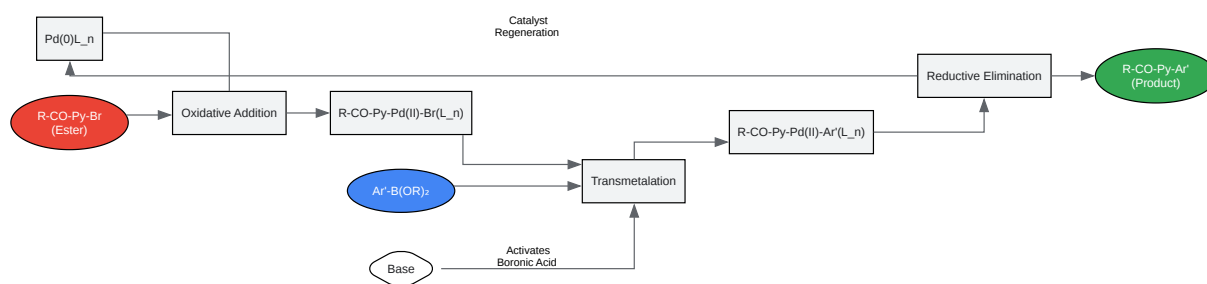 Catalyst
Regeneration
Pd(0)L_n
R-CO-Py-Br
(Ester)
Oxidative Addition
R-CO-Py-Pd(II)-Br(L_n)
Ar'-B(OR)₂
Base
Activates
Boronic Acid
Transmetalation
R-CO-Py-Pd(II)-Ar'(L_n)
Reductive Elimination
R-CO-Py-Ar'
(Product)